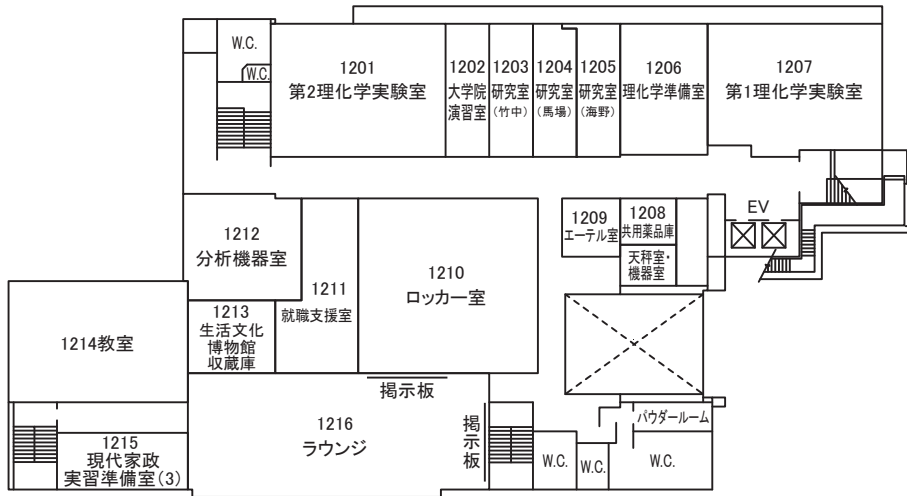 W.C.
W.C.
1201
第2理化学実験室
1202
大学院
演習室
1203
研究室
(竹中)
1204
研究室
(馬場)
1205
研究室
(海野)
1206
理化学準備室
1207
第1理化学実験室
EV
1208
共用薬品庫
1209
エーテル室
天秤室・
機器室
1212
分析機器室
1211
就職支援室
1210
ロッカー室
1213
生活文化
博物館
収蔵庫
1214教室
1215
現代家政
実習準備室(3)
1216
ラウンジ
掲示板
掲示板
パウダールーム
W.C.
W.C.
W.C.